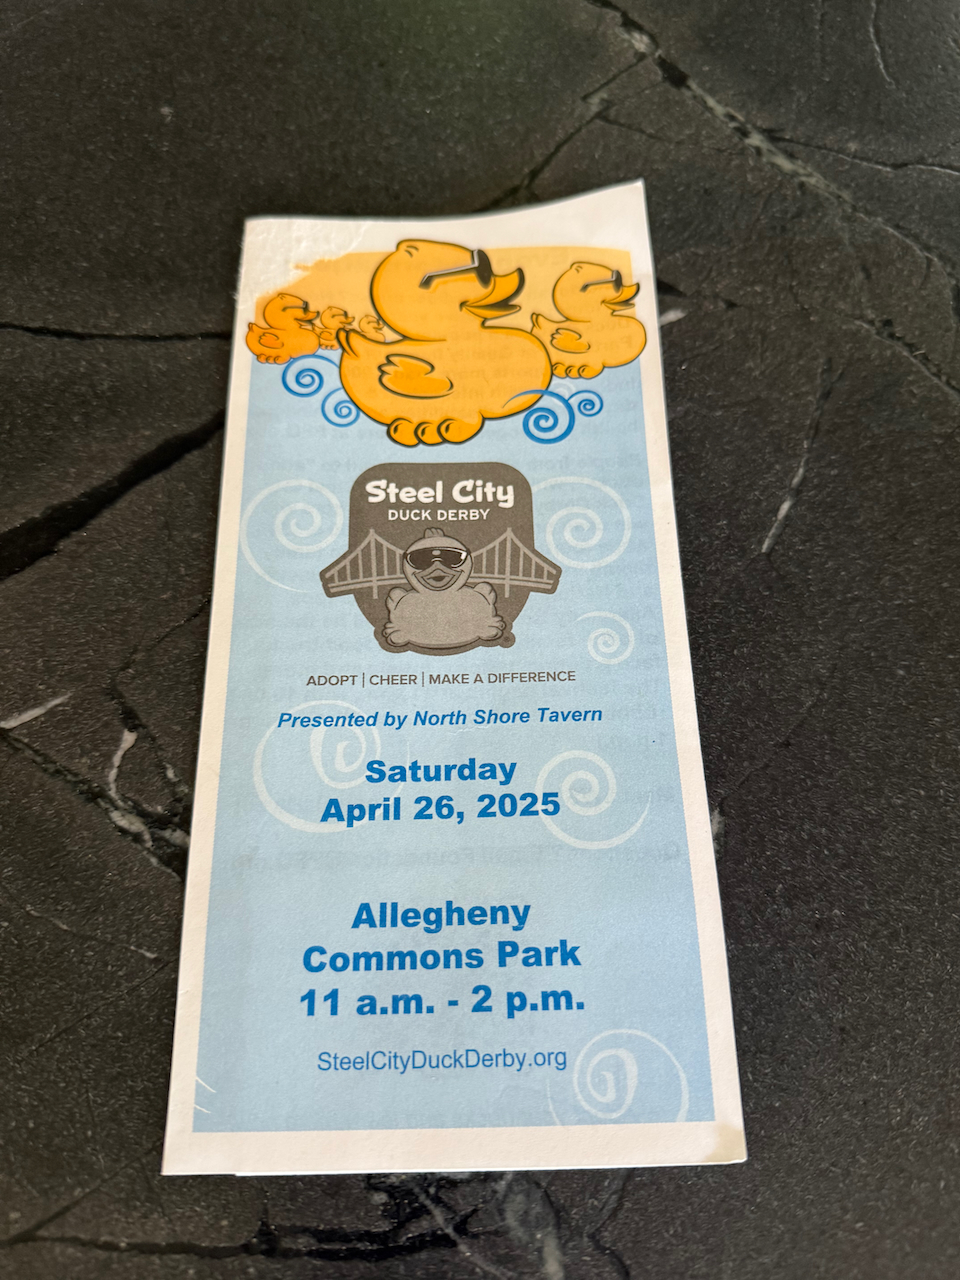 Steel City
DUCK DERBY
ADOPT | CHEER | MAKE A DIFFERENCE
Presented by North Shore Tavern
Saturday
April 26, 2025
Allegheny
Commons Park
11 a.m. - 2 p.m.
SteelCityDuckDerby.org